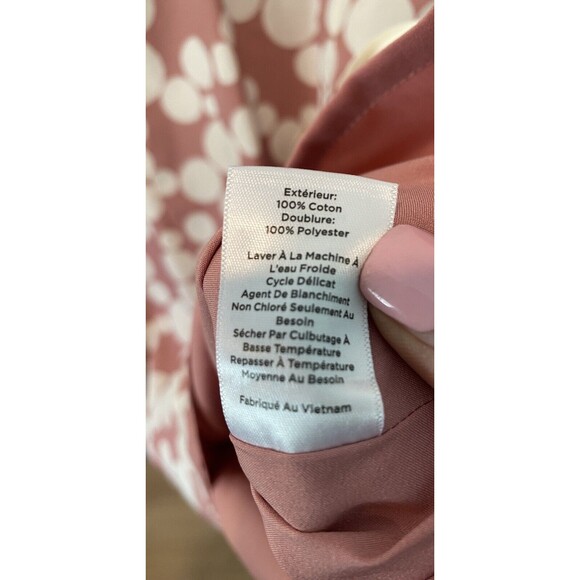 Extérieur:
100% Coton
Doublure:
100% Polyester
Laver À La Machine À
L'eau Froide
Cycle Délicat
Agent De Blanchiment
Non Chloré Seulement Au
Besoin
Sécher Par Culbutage À
Basse Température
Repasser À Température
Moyenne Au Besoin
Fabriqué Au Vietnam